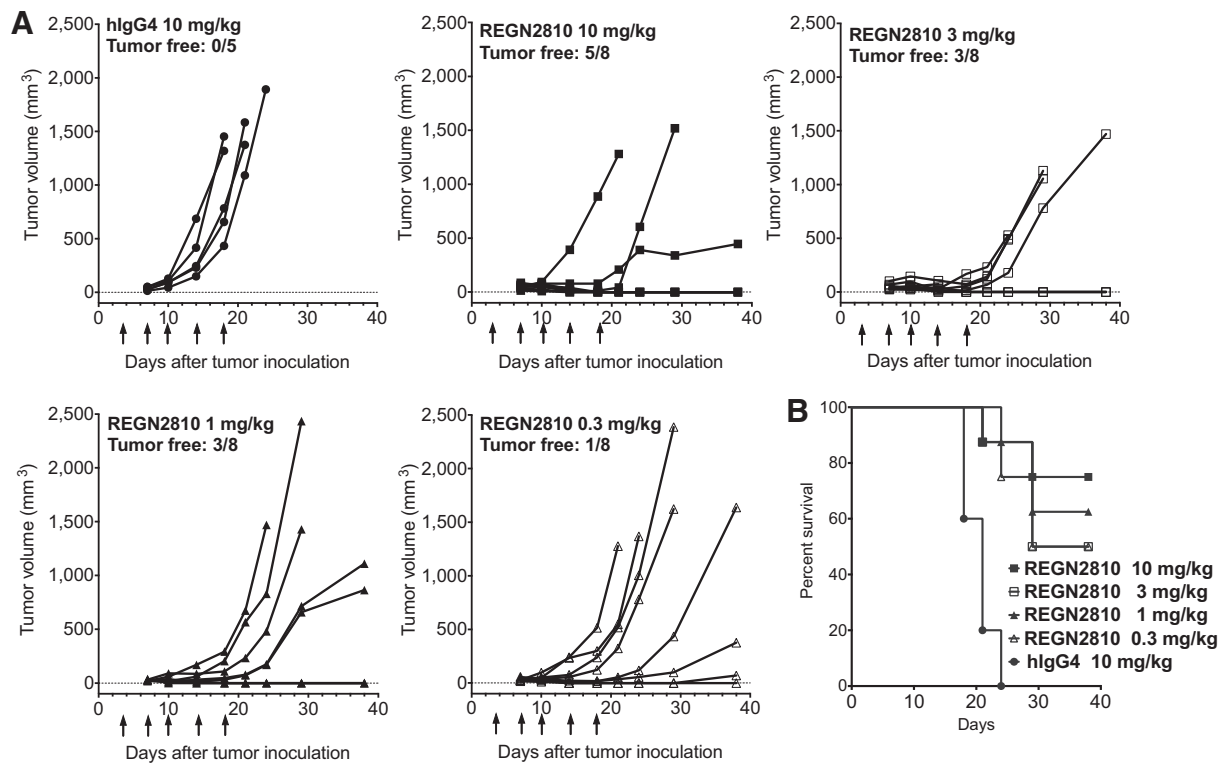 A
hIgG4 10 mg/kg
Tumor free: 0/5
2,500
2,000
1,500
1,000
500
0
Tumor volume (mm3)
0 10 20 30 40
Days after tumor inoculation
REGN2810 10 mg/kg
Tumor free: 5/8
2,500
2,000
1,500
1,000
500
0
Tumor volume (mm3)
0 10 20 30 40
Days after tumor inoculation
REGN2810 3 mg/kg
Tumor free: 3/8
2,500
2,000
1,500
1,000
500
0
Tumor volume (mm3)
0 10 20 30 40
Days after tumor inoculation
REGN2810 1 mg/kg
Tumor free: 3/8
2,500
2,000
1,500
1,000
500
0
Tumor volume (mm3)
0 10 20 30 40
Days after tumor inoculation
REGN2810 0.3 mg/kg
Tumor free: 1/8
2,500
2,000
1,500
1,000
500
0
Tumor volume (mm3)
0 10 20 30 40
Days after tumor inoculation
B
100
80
60
40
20
0
Percent survival
REGN2810 10 mg/kg
REGN2810 3 mg/kg
REGN2810 1 mg/kg
REGN2810 0.3 mg/kg
hIgG4 10 mg/kg
0 10 20 30 40
Days